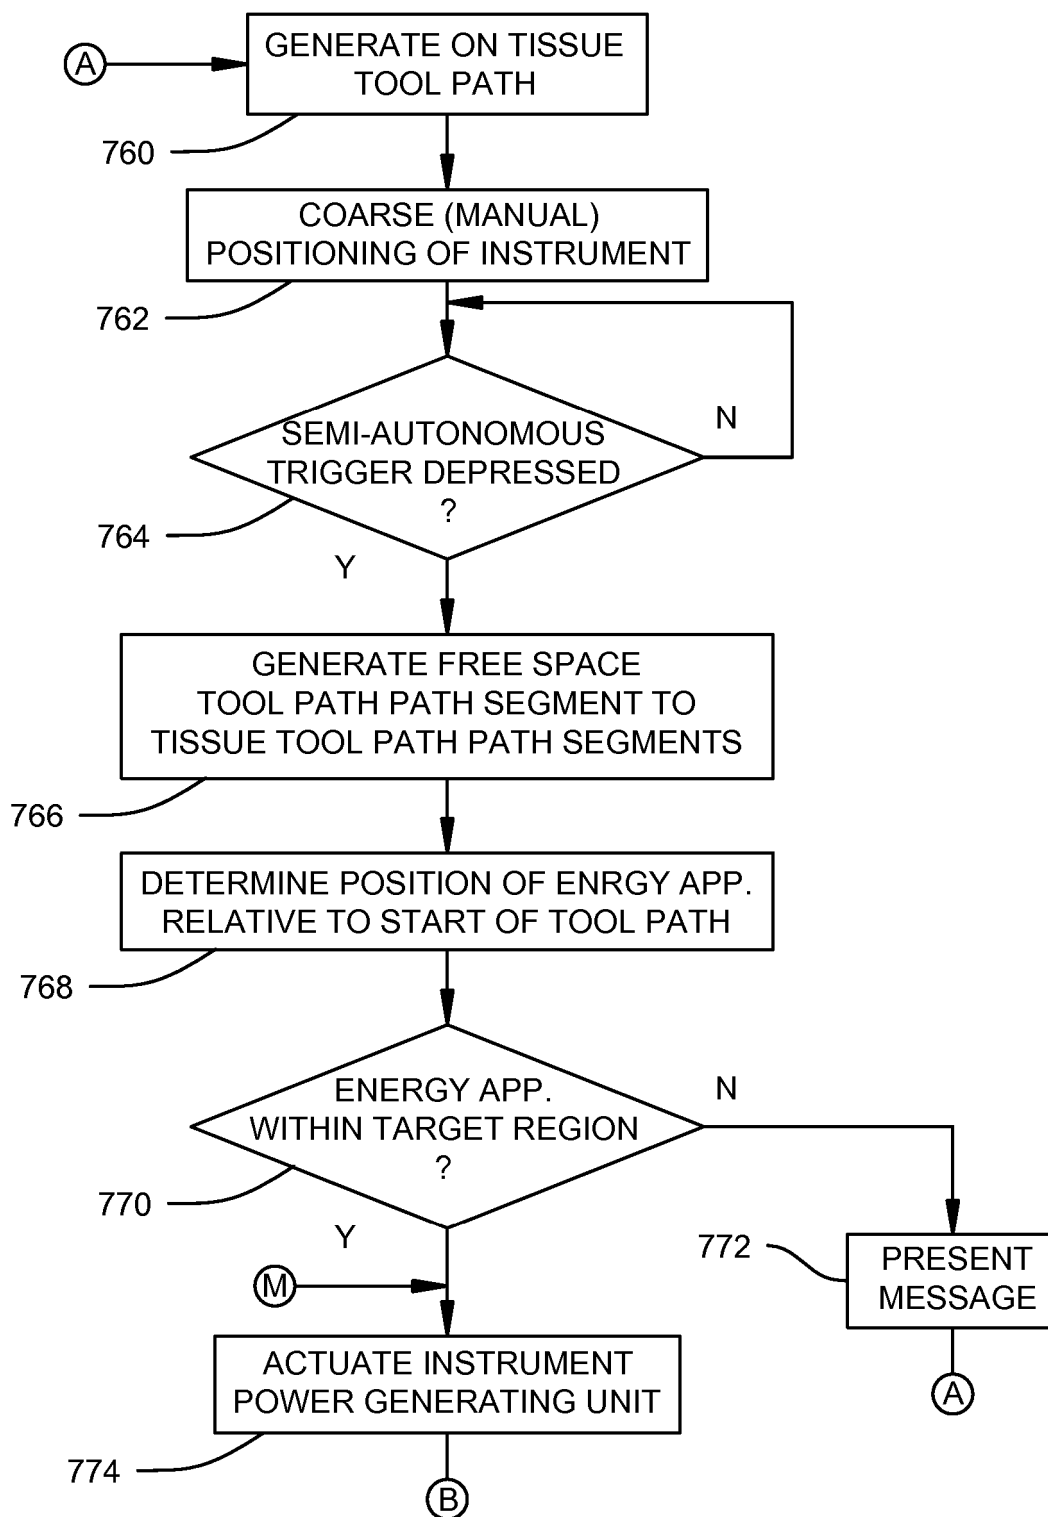 A
GENERATE ON TISSUE
TOOL PATH
760
COARSE (MANUAL)
POSITIONING OF INSTRUMENT
762
SEMI-AUTONOMOUS
TRIGGER DEPRESSED
?
N
764
Y
GENERATE FREE SPACE
TOOL PATH PATH SEGMENT TO
TISSUE TOOL PATH PATH SEGMENTS
766
DETERMINE POSITION OF ENRGY APP.
RELATIVE TO START OF TOOL PATH
768
ENERGY APP.
WITHIN TARGET REGION
?
N
770
Y
772
PRESENT
MESSAGE
A
M
ACTUATE INSTRUMENT
POWER GENERATING UNIT
774
B